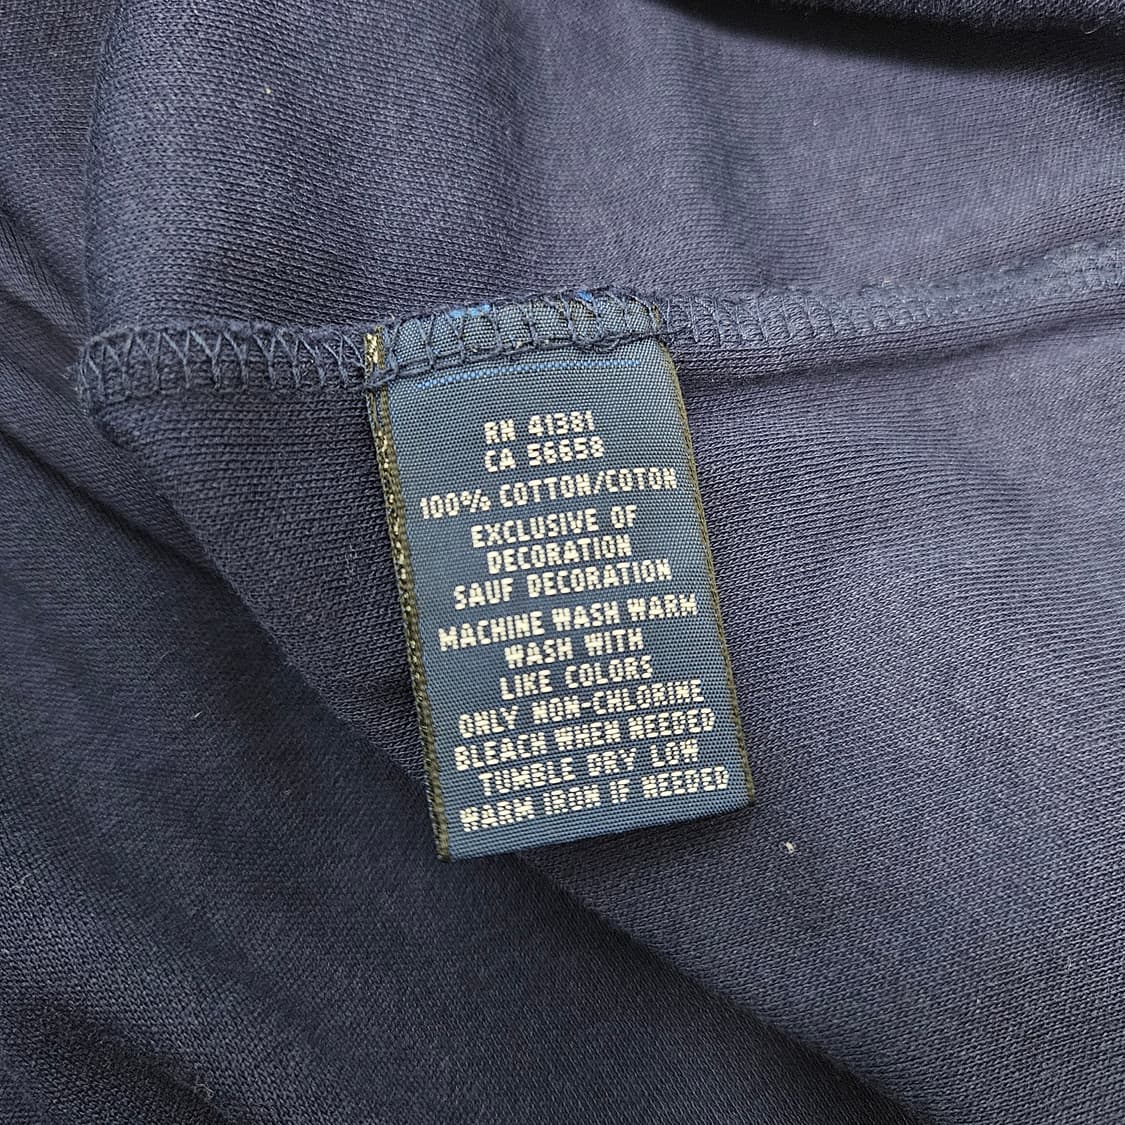 RN 41381
CA 56658
100% COTTON/COTON
EXCLUSIVE OF
DECORATION
SAUF DECORATION
MACHINE WASH WARM
WASH WITH
LIKE COLORS
ONLY NON-CHLORINE
BLEACH WHEN NEEDED
TUMBLE DRY LOW
WARM IRON IF NEEDED